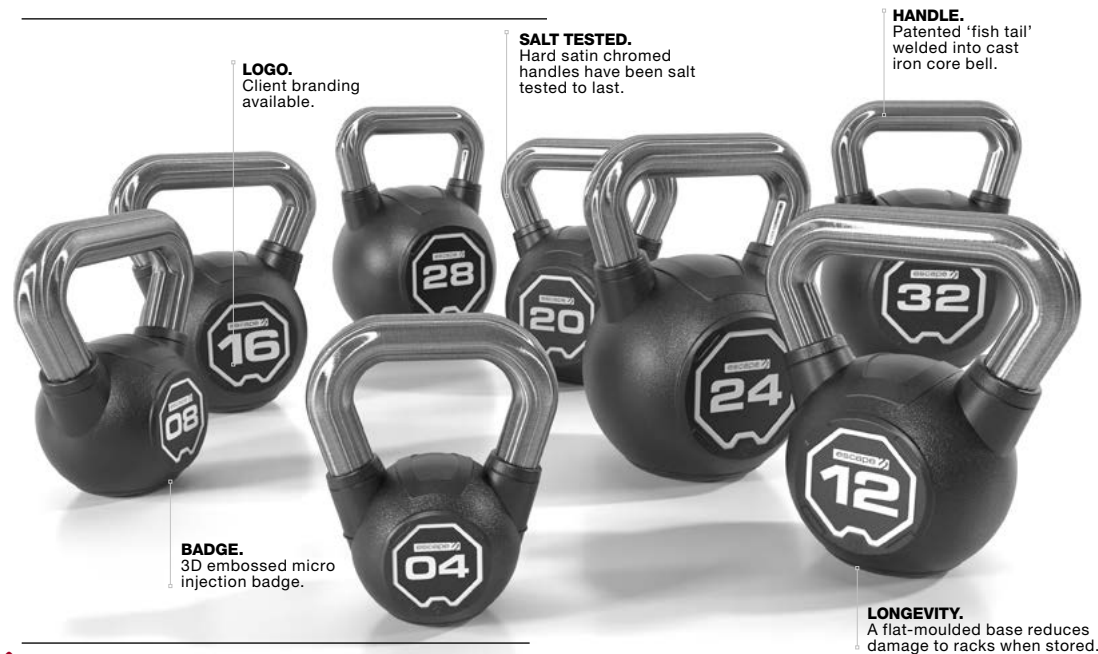 HANDLE.
Patented ‘fish tail’
welded into cast
iron core bell.
SALT TESTED.
Hard satin chromed
handles have been salt
tested to last.
LOGO.
Client branding
available.
escape
28
escape
32
escape
20
escape
16
escape
24
escape
08
escape
12
escape
04
BADGE.
3D embossed micro
injection badge.
LONGEVITY.
A flat-moulded base reduces
damage to racks when stored.